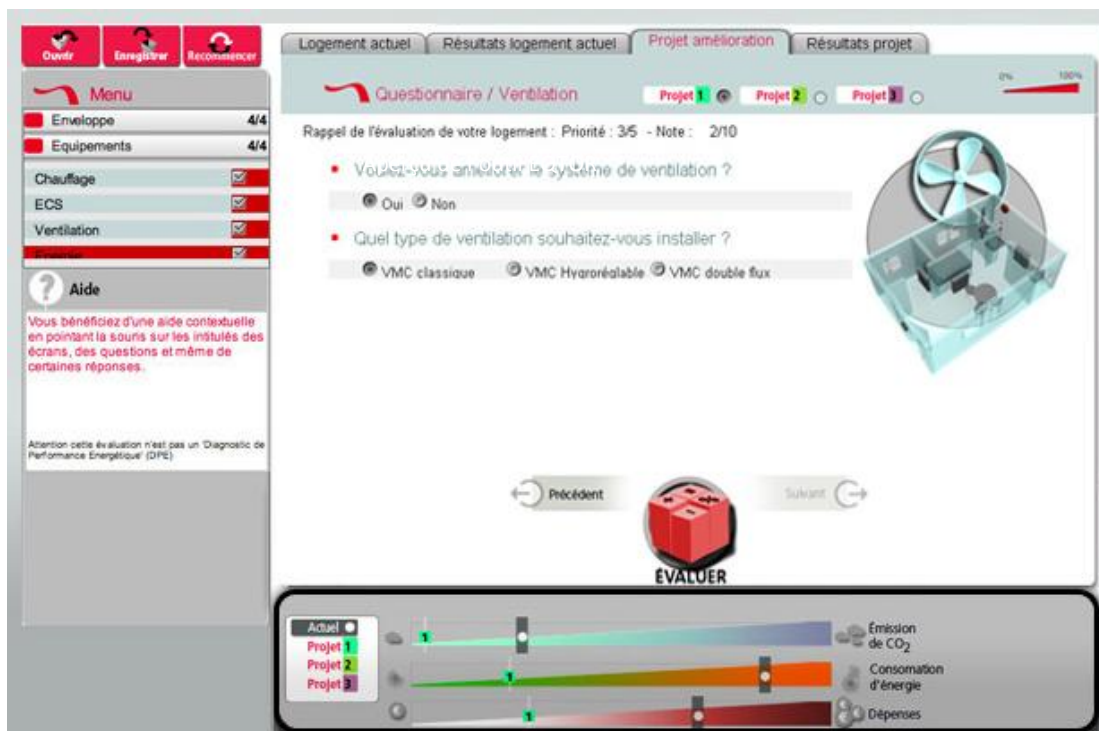 Ouvrir Enregistrer Recommencer
Logement actuel Résultats logement actuel Projet amélioration Résultats projet
Menu
Questionnaire / Ventilation Projet 1 Projet 2 Projet 3 0% 100%
Enveloppe 4/4
Equipements 4/4
Chauffage
ECS
Ventilation
Rappel de l'évaluation de votre logement : Priorité : 3/5 - Note : 2/10
Voulez-vous améliorer le système de ventilation ?
Oui Non
Quel type de ventilation souhaitez-vous installer ?
VMC classique VMC Hygroréglable VMC double flux
? Aide
Vous bénéficiez d'une aide contextuelle
en pointant la souris sur les intitulés des
écrans, des questions et même de
certaines réponses.
Attention cette évaluation n'est pas un 'Diagnostic de
Performance Energétique' (DPE)
Précédent Suivant
ÉVALUER
Actuel
Projet 1
Projet 2
Projet 3
1 Émission
de CO2
1 Consomation
d'énergie
1 Dépenses